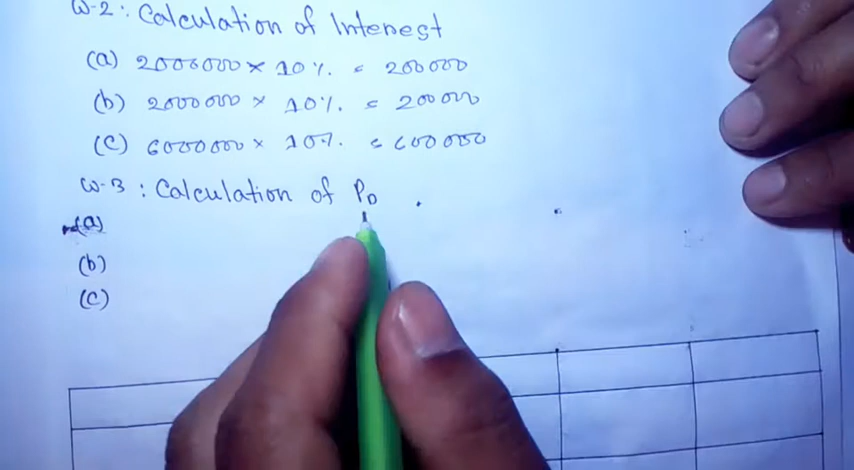 W-2: Calculation of Interest
(a) 2000000 × 10%. = 200000
(b) 2000000 × 10%. = 200000
(c) 6000000 × 10%. = 600000
W-3 : Calculation of P₀
(a)
(b)
(c)